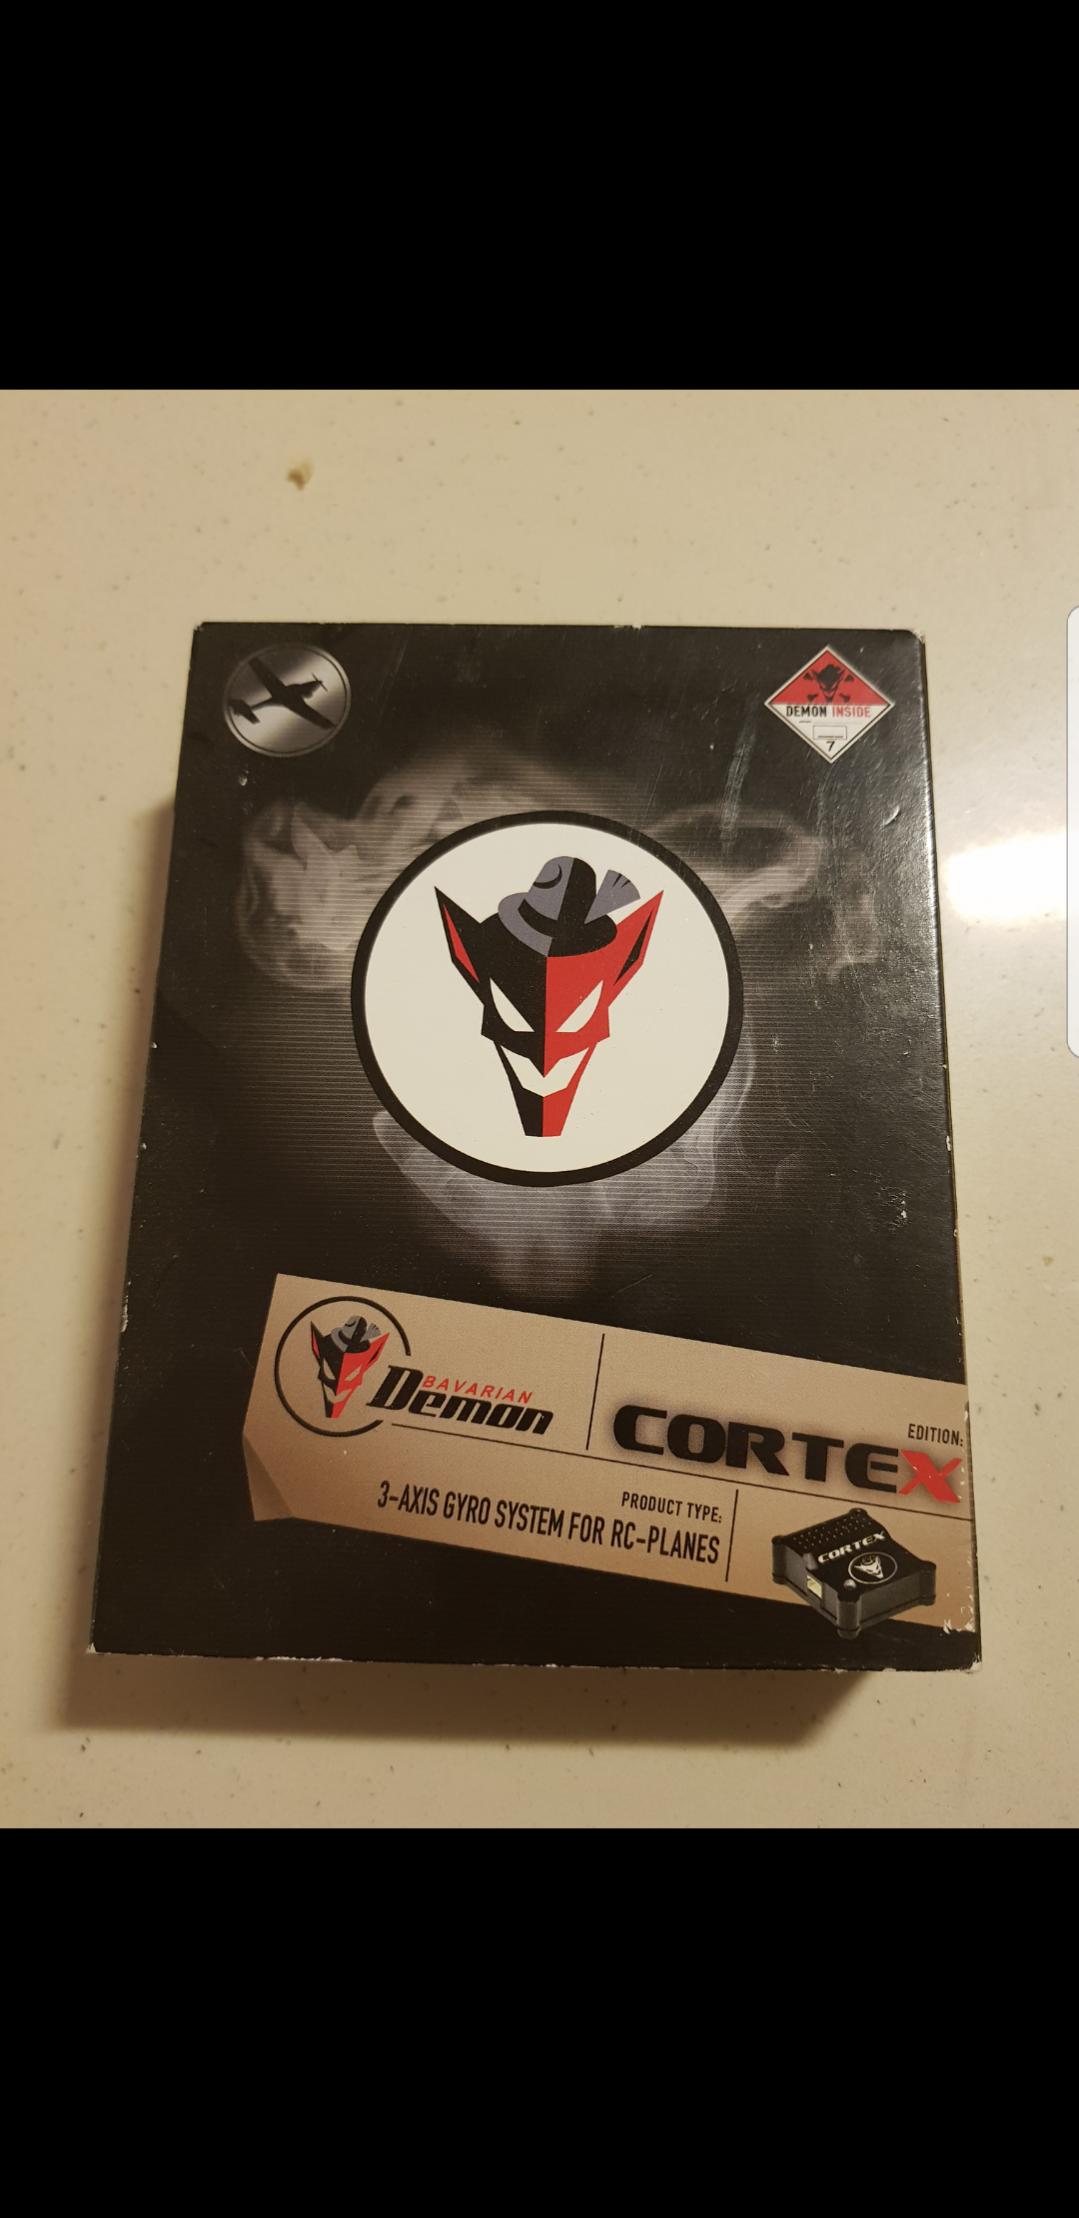 DEMON INSIDE
7
BAVARIAN
Demon
EDITION:
CORTEX
PRODUCT TYPE:
3-AXIS GYRO SYSTEM FOR RC-PLANES
CORTEX